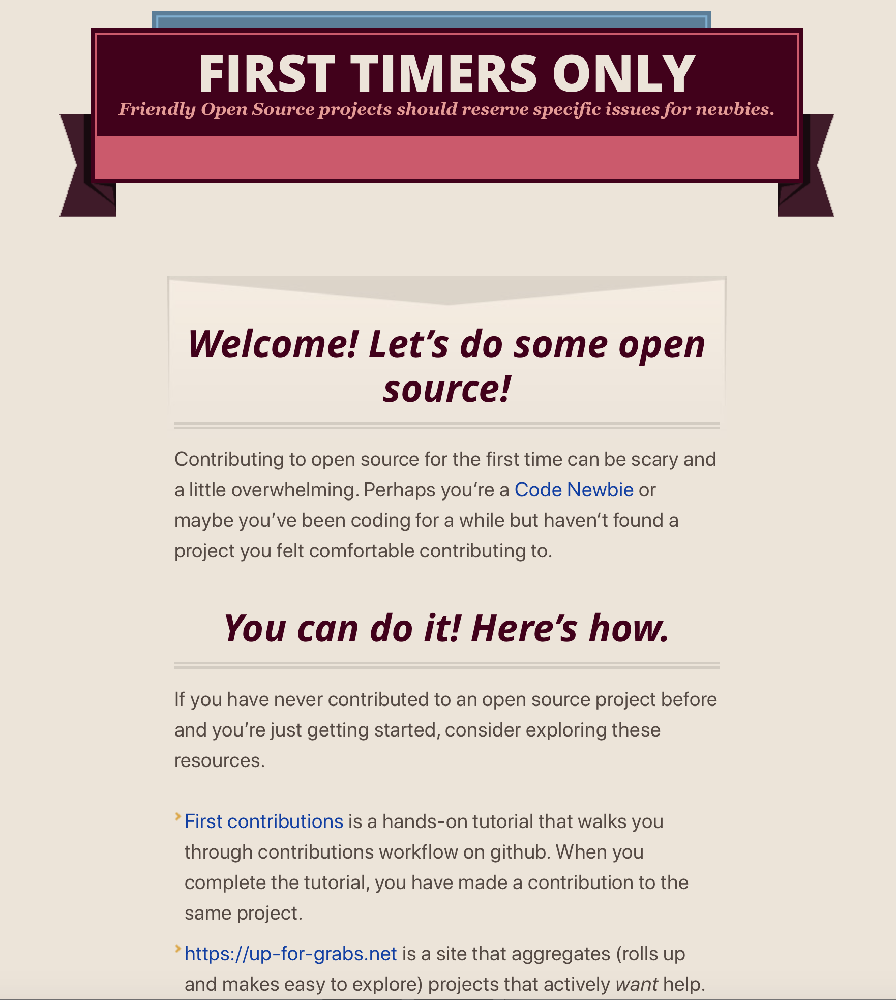 FIRST TIMERS ONLY
Friendly Open Source projects should reserve specific issues for newbies.
Welcome! Let’s do some open
source!
Contributing to open source for the first time can be scary and
a little overwhelming. Perhaps you’re a Code Newbie or
maybe you’ve been coding for a while but haven’t found a
project you felt comfortable contributing to.
You can do it! Here’s how.
If you have never contributed to an open source project before
and you’re just getting started, consider exploring these
resources.
First contributions is a hands-on tutorial that walks you
through contributions workflow on github. When you
complete the tutorial, you have made a contribution to the
same project.
https://up-for-grabs.net is a site that aggregates (rolls up
and makes easy to explore) projects that actively want help.